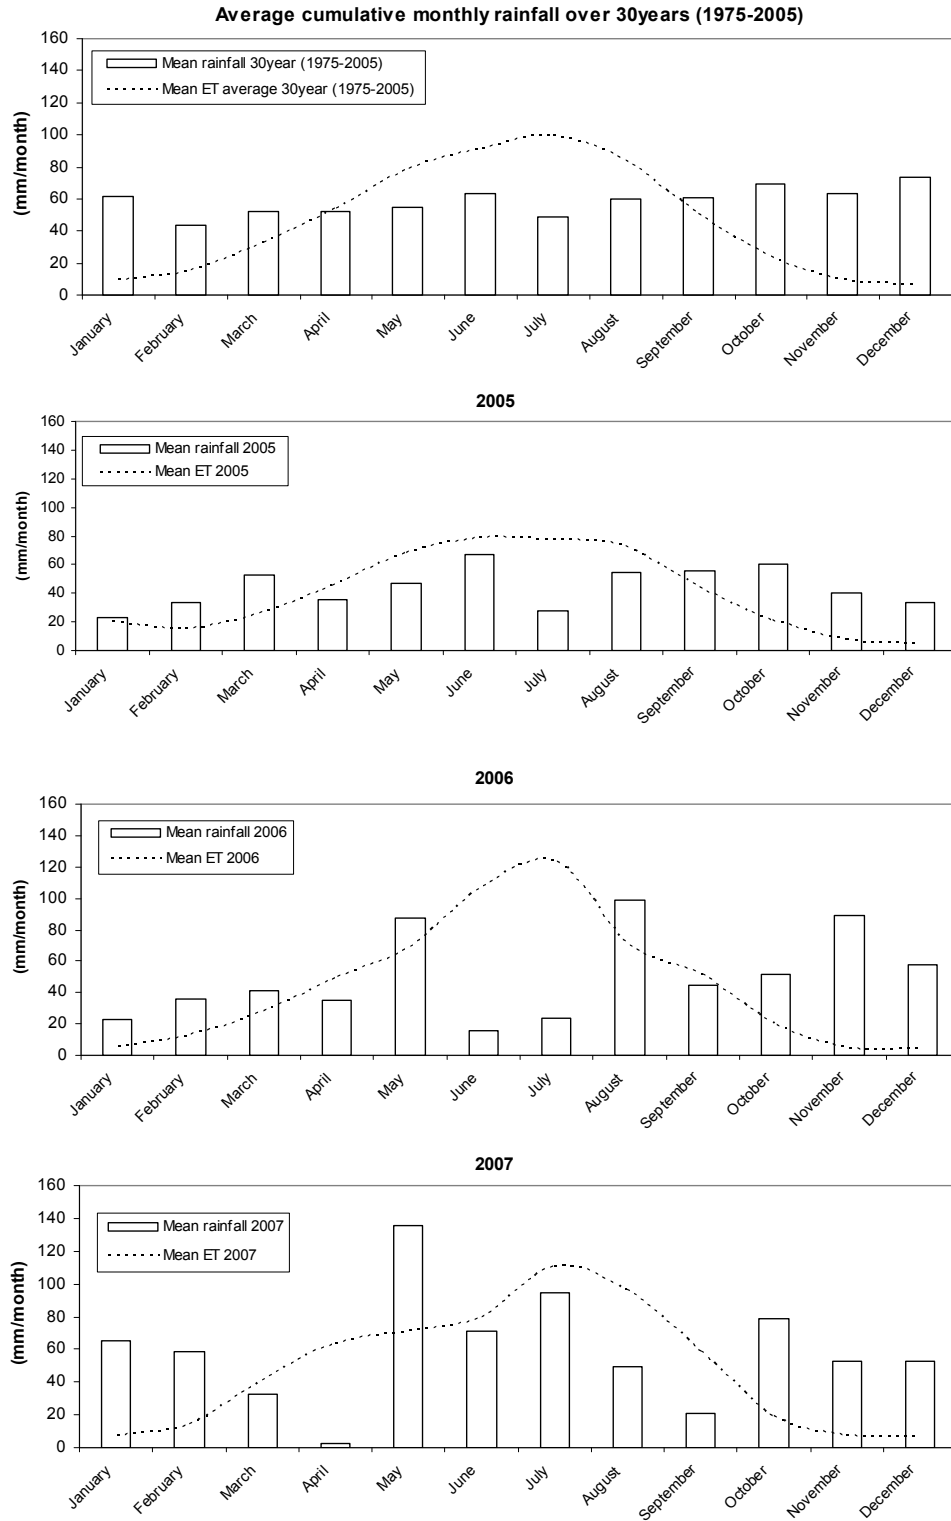 Average cumulative monthly rainfall over 30years (1975-2005)
(mm/month)
160
140
120
100
80
60
40
20
0
Mean rainfall 30year (1975-2005)
Mean ET average 30year (1975-2005)
January February March April May June July August September October November December
2005
(mm/month)
160
140
120
100
80
60
40
20
0
Mean rainfall 2005
Mean ET 2005
January February March April May June July August September October November December
2006
(mm/month)
160
140
120
100
80
60
40
20
0
Mean rainfall 2006
Mean ET 2006
January February March April May June July August September October November December
2007
(mm/month)
160
140
120
100
80
60
40
20
0
Mean rainfall 2007
Mean ET 2007
January February March April May June July August September October November December